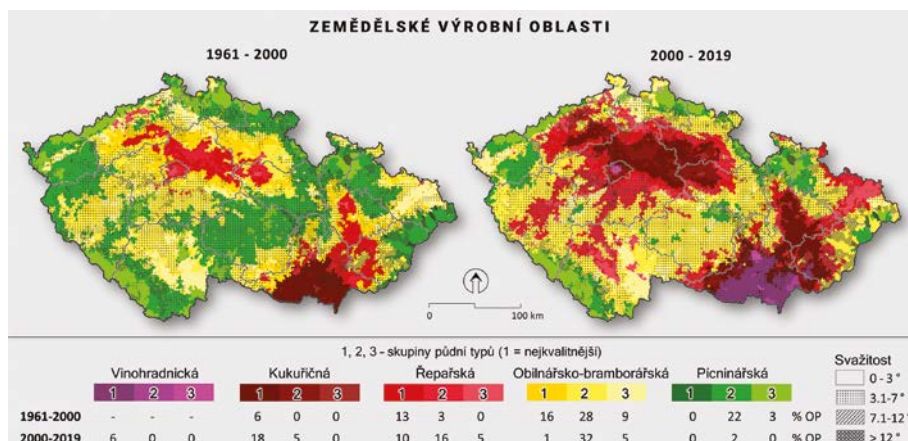 ZEMĚDĚLSKÉ VÝROBNÍ OBLASTI
1961 - 2000 2000 - 2019
0 100 km
1, 2, 3 - skupiny půdní typů (1 = nejkvalitnější)
Vinohradnická Kukuřičná Řepařská Obilnářsko-bramborářská Pícninářská Svažitost
1 2 3 1 2 3 1 2 3 1 2 3 1 2 3 0 - 3 °
1961-2000 - - - 6 0 0 13 3 0 16 28 9 0 22 3 % OP 3.1-7 °
7.1-12 °
2000-2019 6 0 0 18 5 0 10 16 5 1 32 5 0 2 0 % OP > 12 °